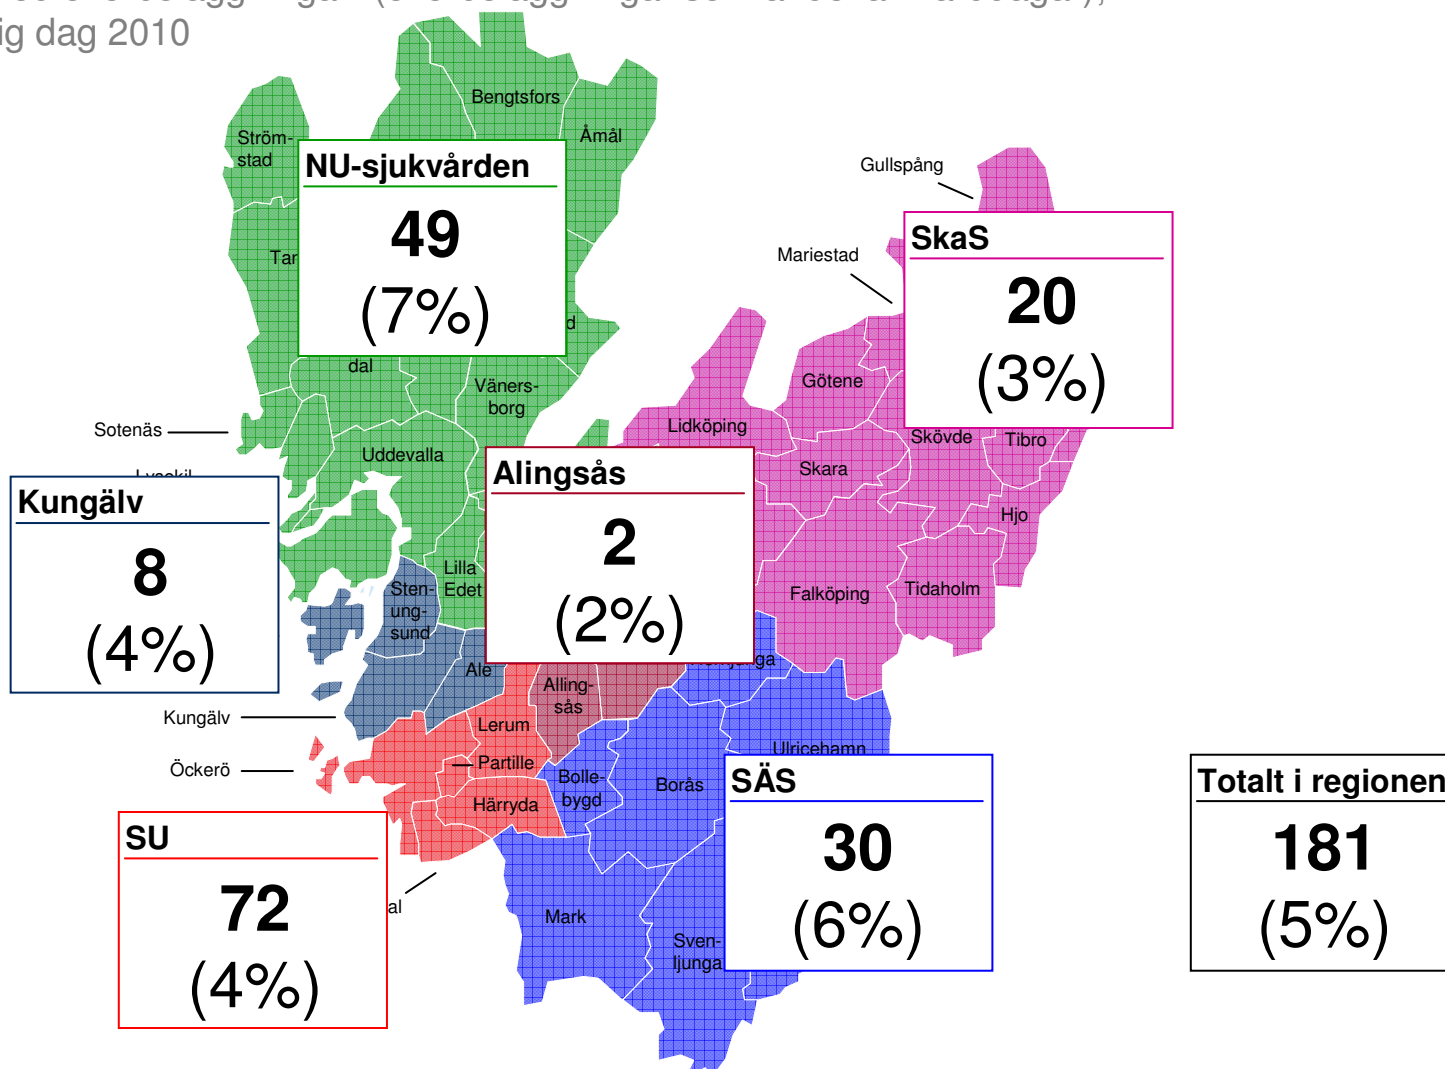 ig dag 2010
Bengtsfors
Ström-
stad
Åmål
NU-sjukvården
49
(7%)
Gullspång
SkaS
20
(3%)
Mariestad
Tar
d
dal
Väners-
borg
Götene
Lidköping
Skövde
Tibro
Sotenäs
Uddevalla
Skara
Lysekil
Alingsås
2
(2%)
Kungälv
8
(4%)
Hjo
Lilla
Edet
Sten-
ung-
sund
Falköping
Tidaholm
Ale
Alling-
sås
Kungälv
Lerum
Ulricehamn
Öckerö
Partille
Bolle-
bygd
Borås
SÄS
30
(6%)
Totalt i regionen
181
(5%)
Härryda
SU
72
(4%)
al
Mark
Sven-
ljunga